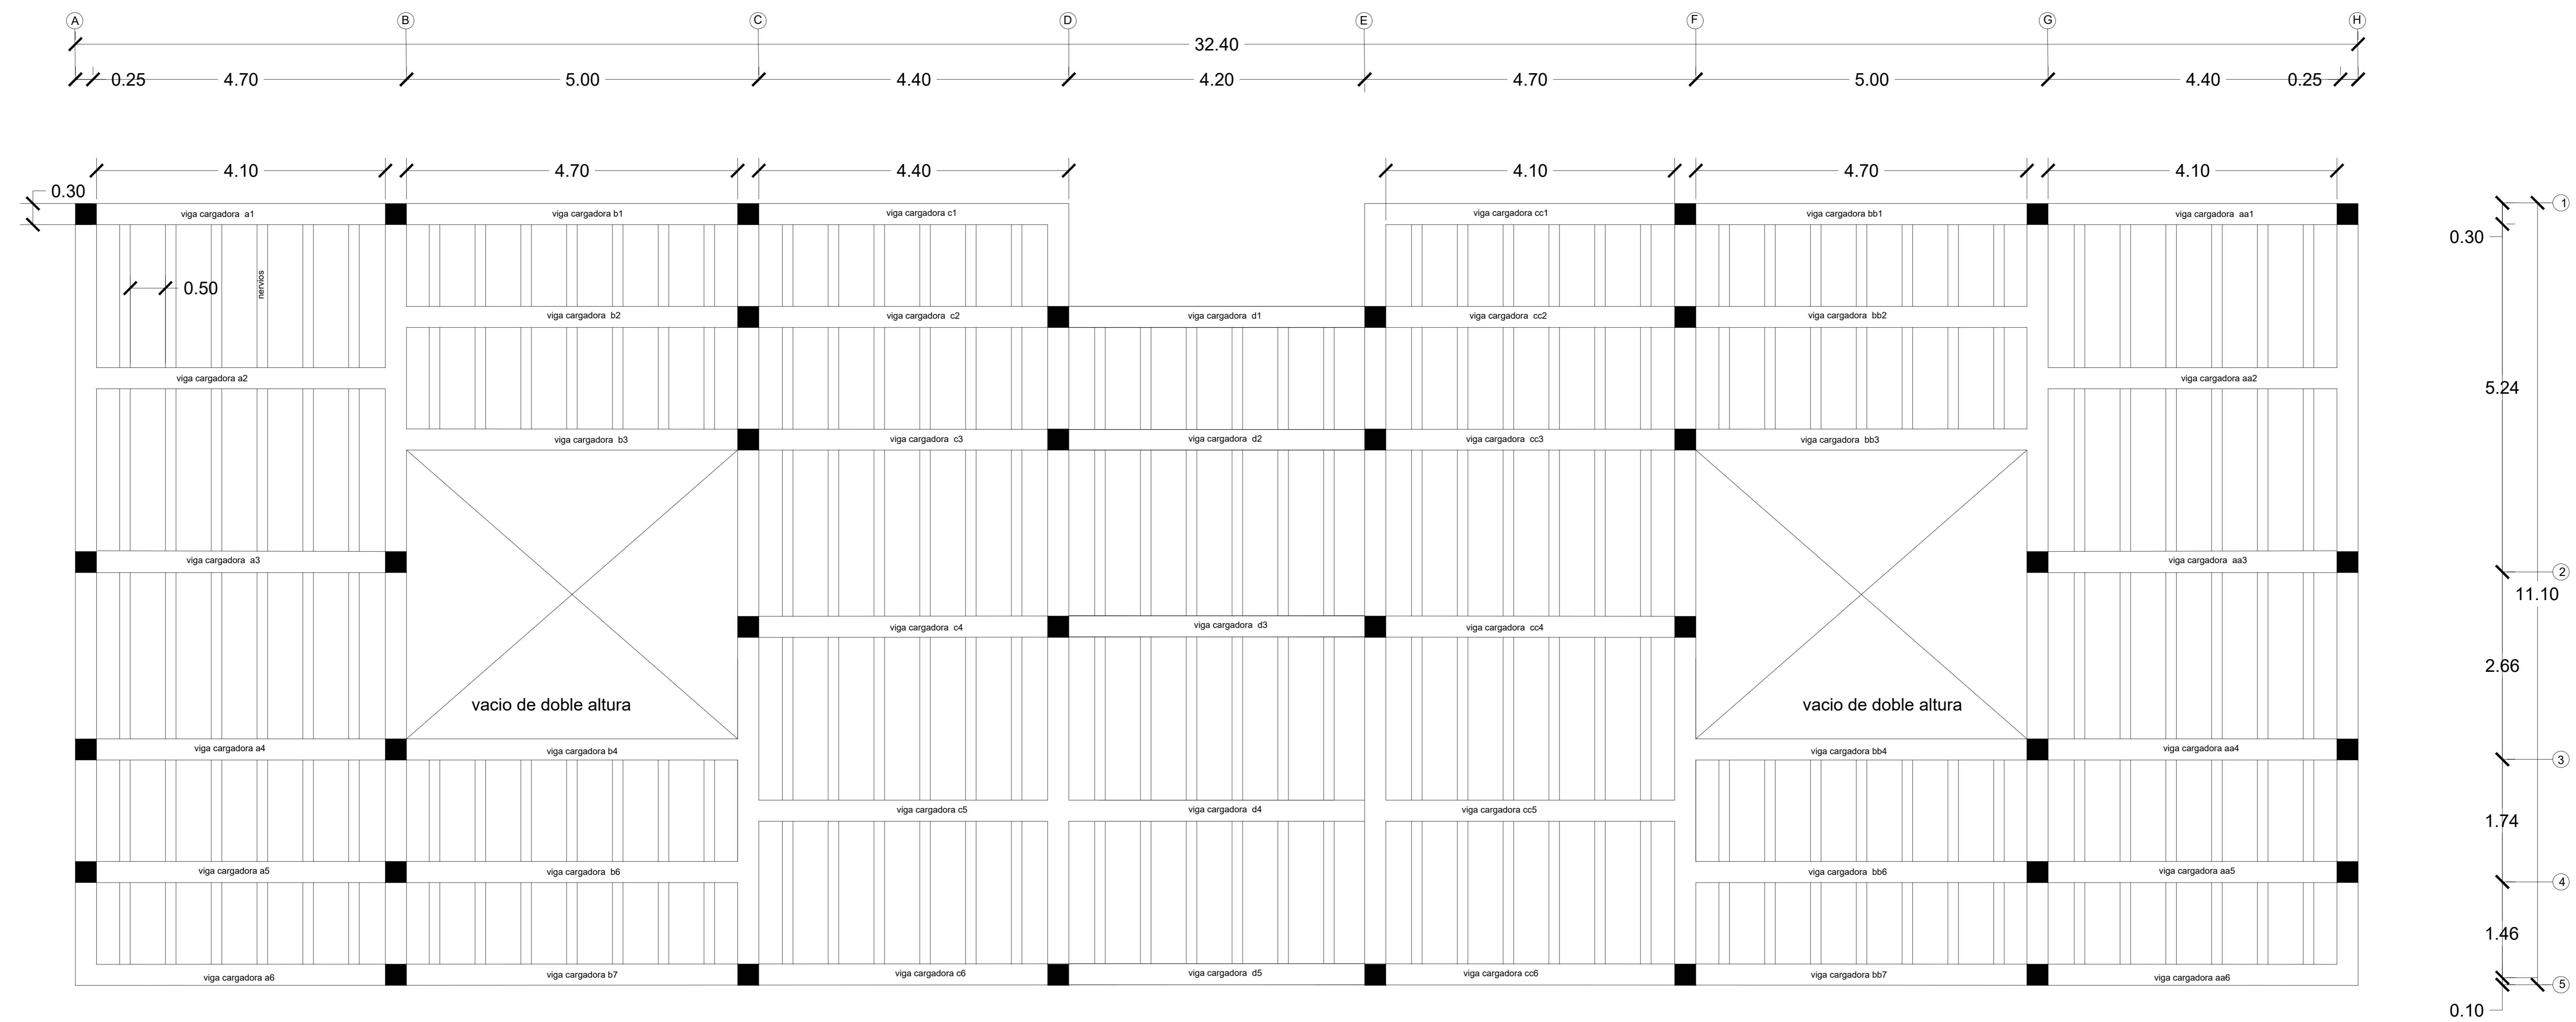 A B C D E F G H
32.40
0.25 4.70 5.00 4.40 4.20 4.70 5.00 4.40 0.25
4.10 4.70 4.40 4.10 4.70 4.10
0.30
1
viga cargadora a1 viga cargadora b1 viga cargadora c1 viga cargadora cc1 viga cargadora bb1 viga cargadora aa1
0.30
nervios
0.50
viga cargadora b2 viga cargadora c2 viga cargadora d1 viga cargadora cc2 viga cargadora bb2
viga cargadora a2 viga cargadora aa2
5.24
viga cargadora b3 viga cargadora c3 viga cargadora d2 viga cargadora cc3 viga cargadora bb3
viga cargadora a3 viga cargadora aa3
2
11.10
viga cargadora c4 viga cargadora d3 viga cargadora cc4
2.66
vacio de doble altura vacio de doble altura
viga cargadora a4 viga cargadora b4 viga cargadora bb4 viga cargadora aa4
3
viga cargadora c5 viga cargadora d4 viga cargadora cc5
1.74
viga cargadora a5 viga cargadora b6 viga cargadora bb6 viga cargadora aa5
4
1.46
viga cargadora a6 viga cargadora b7 viga cargadora c6 viga cargadora d5 viga cargadora cc6 viga cargadora bb7 viga cargadora aa6
5
0.10